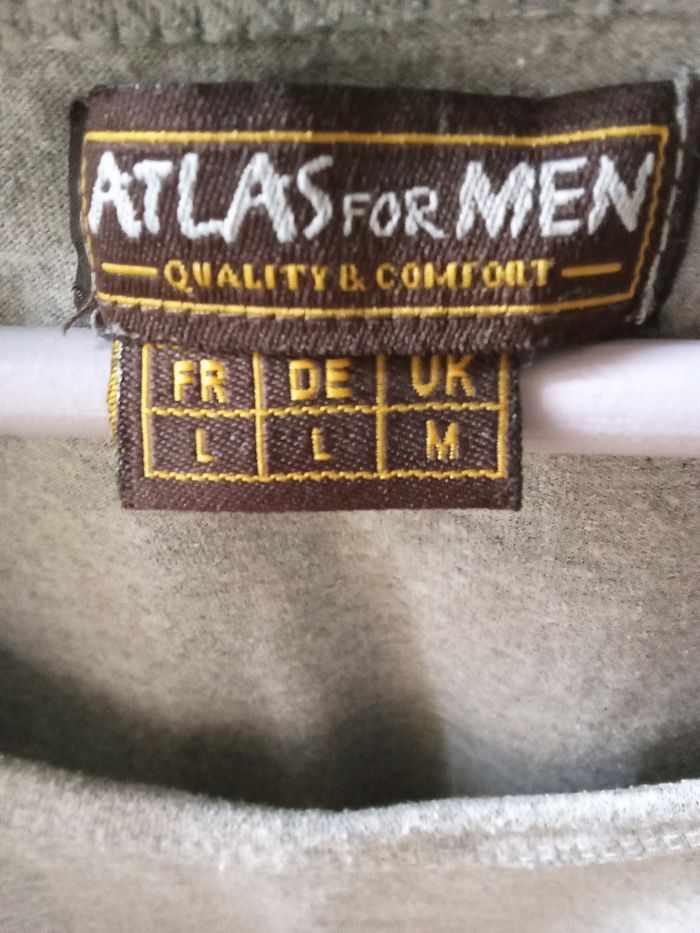 ATLAS FOR MEN
QUALITY & COMFORT
FR DE UK
L L M